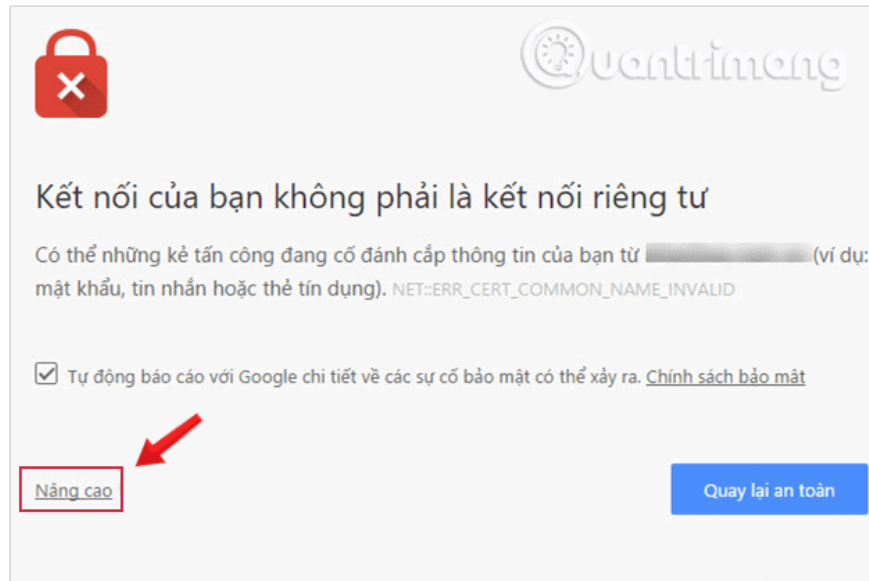 Quantrimang
Kết nối của bạn không phải là kết nối riêng tư
Có thể những kẻ tấn công đang cố đánh cắp thông tin của bạn từ (ví dụ:
mật khẩu, tin nhắn hoặc thẻ tín dụng). NET::ERR_CERT_COMMON_NAME_INVALID
Tự động báo cáo với Google chi tiết về các sự cố bảo mật có thể xảy ra. Chính sách bảo mật
Nâng cao
Quay lại an toàn